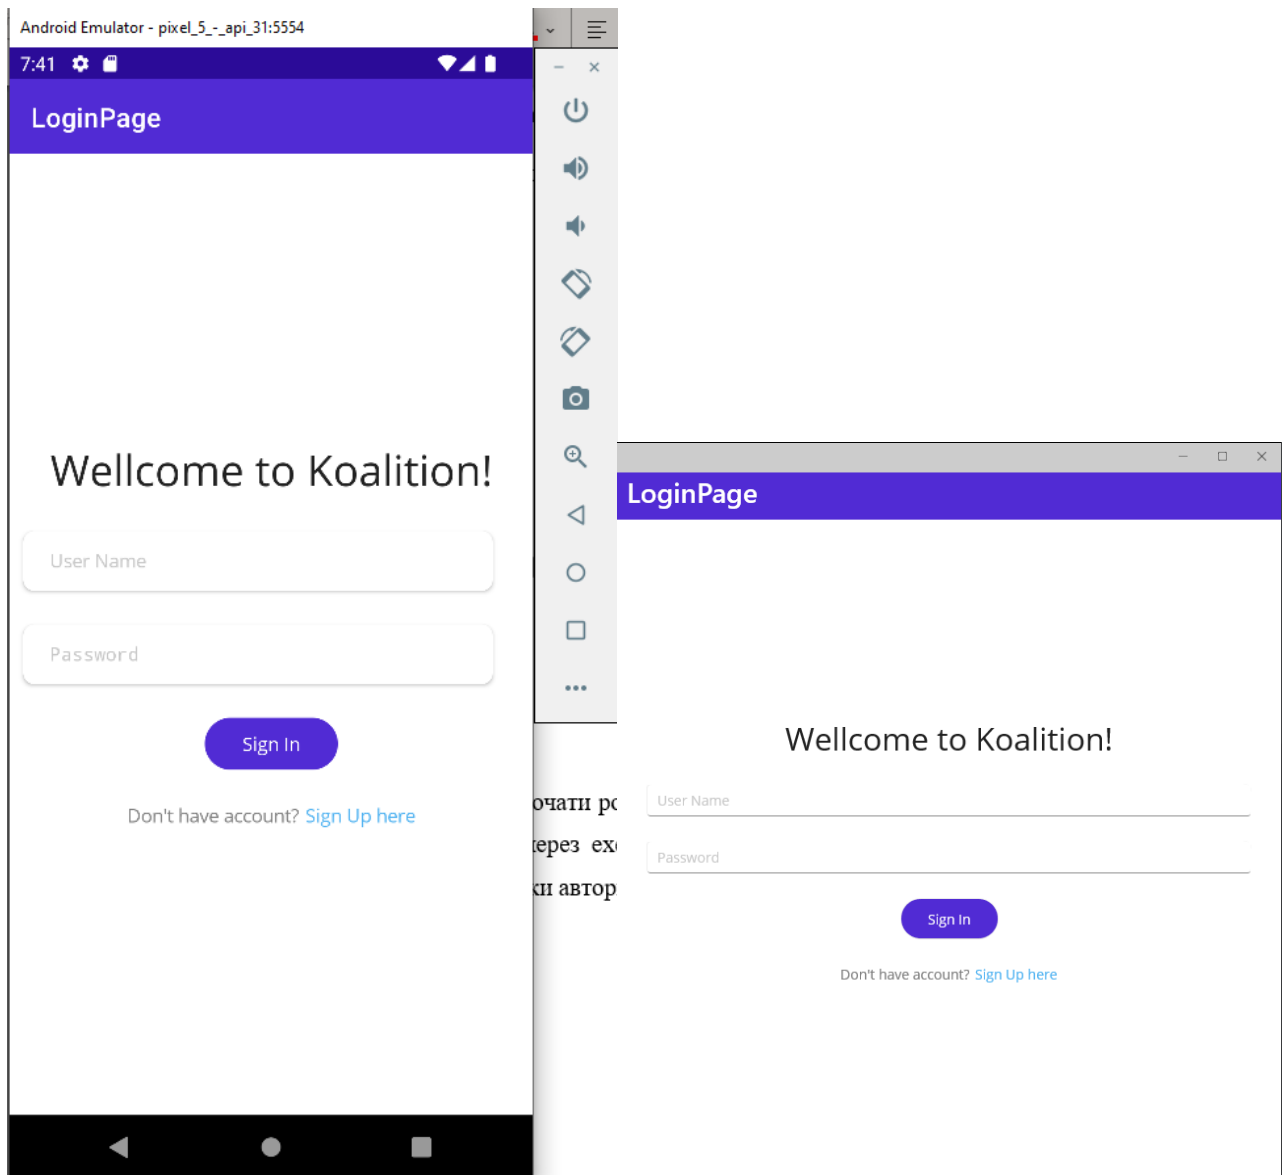 Android Emulator - pixel_5_-_api_31:5554
7:41
LoginPage
Wellcome to Koalition!
User Name
Password
Sign In
Don't have account? Sign Up here
через
LoginPage
Wellcome to Koalition!
User Name
Password
Sign In
Don't have account? Sign Up here